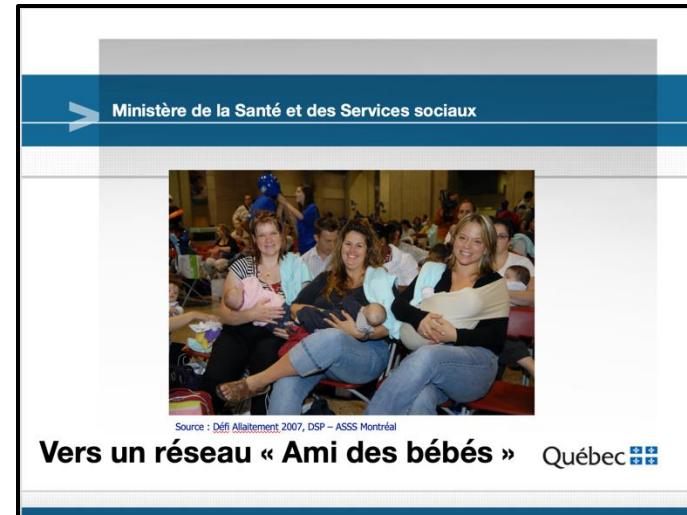 Ministère de la Santé et des Services sociaux
Source : Défi Allaitement 2007, DSP – ASSS Montréal
Vers un réseau « Ami des bébés »
Québec